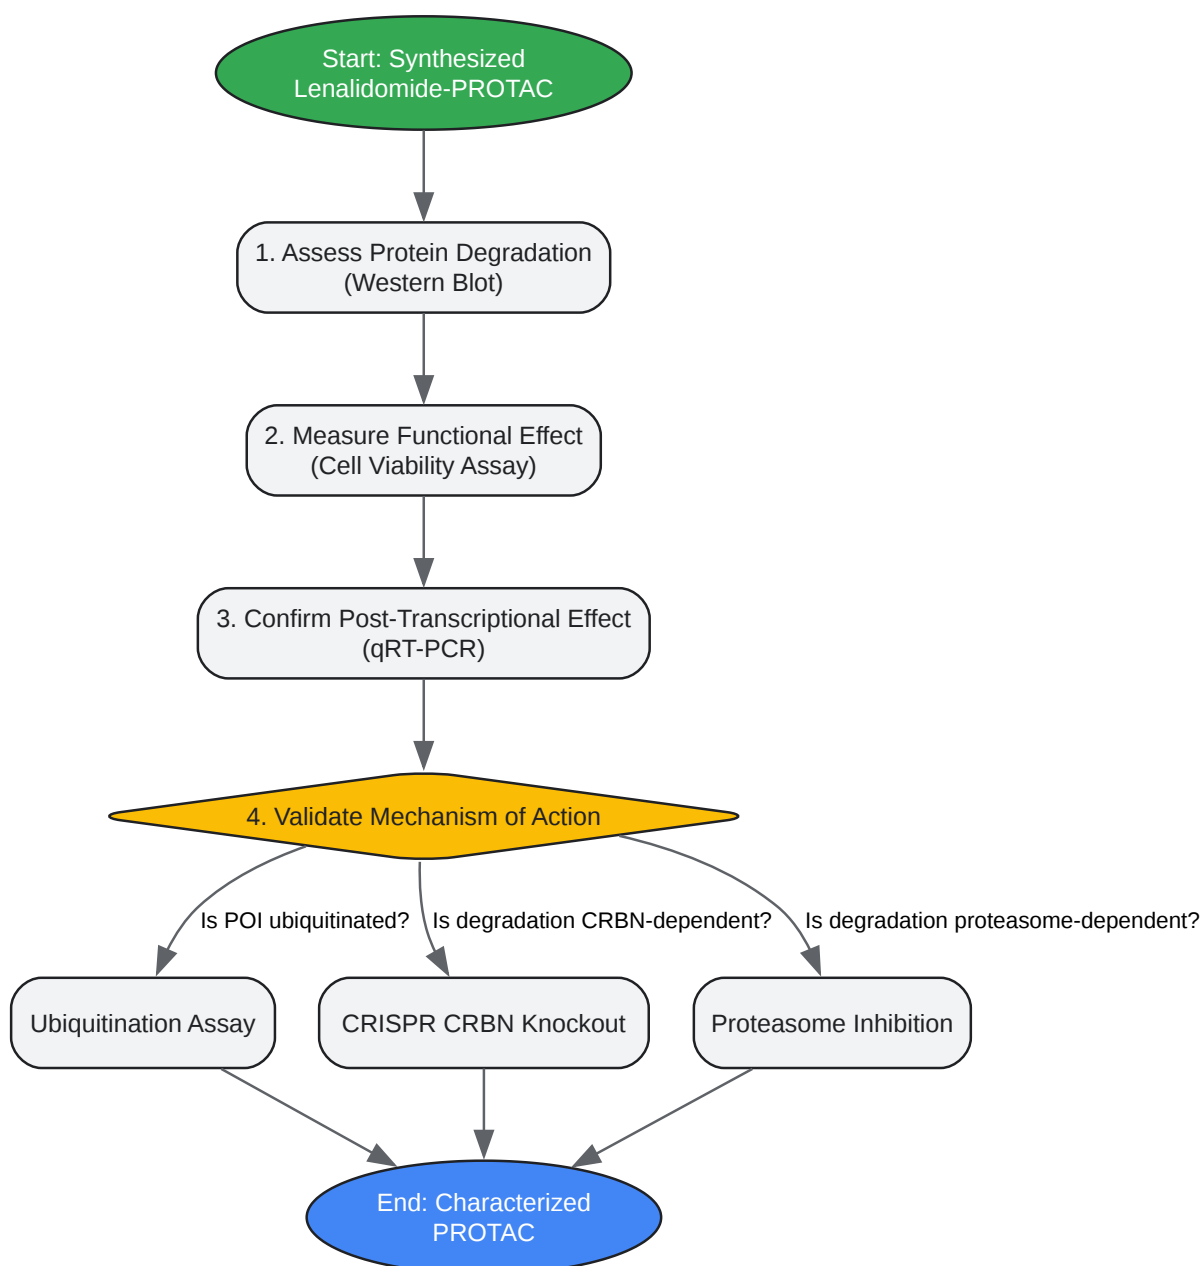 Start: Synthesized
Lenalidomide-PROTAC
1. Assess Protein Degradation
(Western Blot)
2. Measure Functional Effect
(Cell Viability Assay)
3. Confirm Post-Transcriptional Effect
(qRT-PCR)
4. Validate Mechanism of Action
Is POI ubiquitinated?
Is degradation CRBN-dependent?
Is degradation proteasome-dependent?
Ubiquitination Assay
CRISPR CRBN Knockout
Proteasome Inhibition
End: Characterized
PROTAC